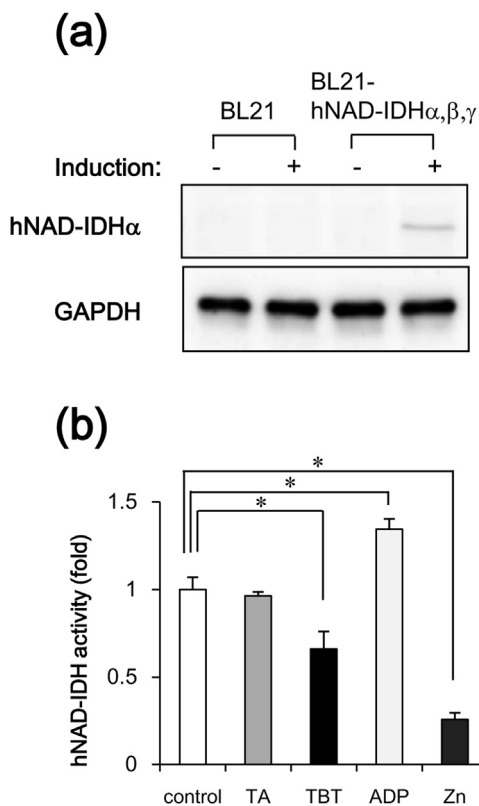 (a)
BL21
BL21-
hNAD-IDHα,β,γ
Induction: - + - +
hNAD-IDHα
GAPDH
(b)
hNAD-IDH activity (fold)
*
*
*
1.5
1
0.5
0
control TA TBT ADP Zn